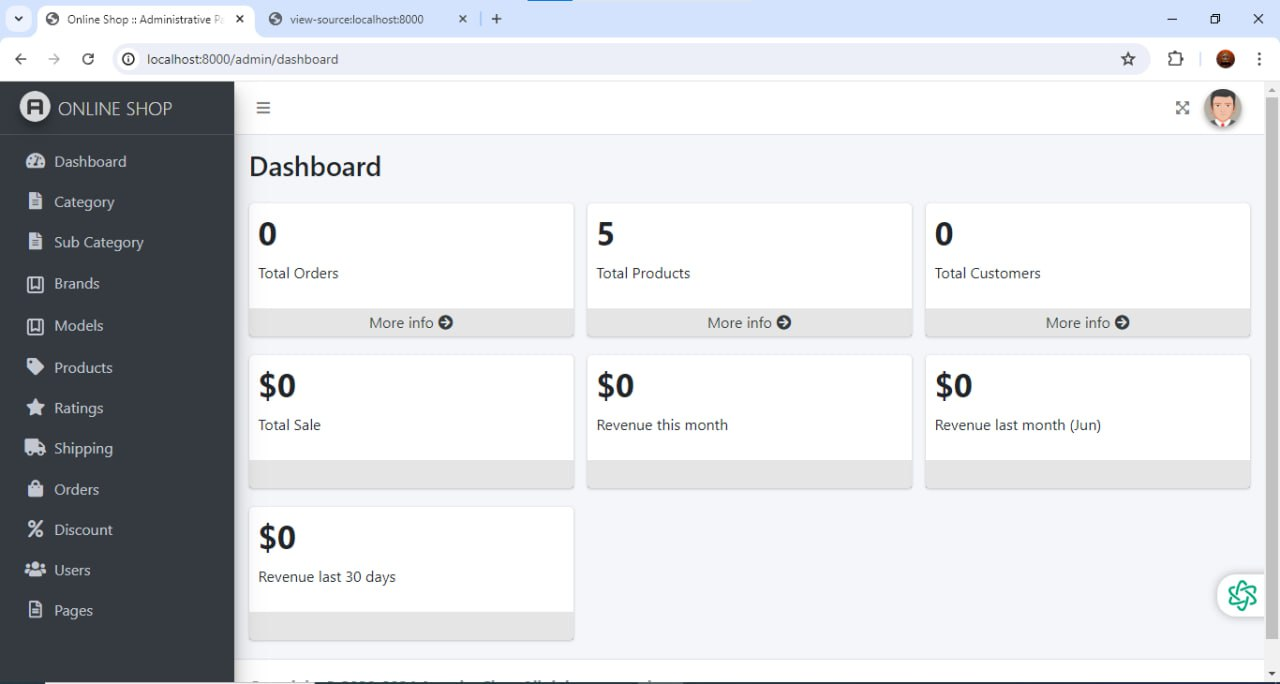 Online Shop :: Administrative Pa
view-source:localhost:8000
localhost:8000/admin/dashboard
ONLINE SHOP
Dashboard
Category
Sub Category
Brands
Models
Products
Ratings
Shipping
Orders
Discount
Users
Pages
Dashboard
0
Total Orders
More info
5
Total Products
More info
0
Total Customers
More info
$0
Total Sale
$0
Revenue this month
$0
Revenue last month (Jun)
$0
Revenue last 30 days